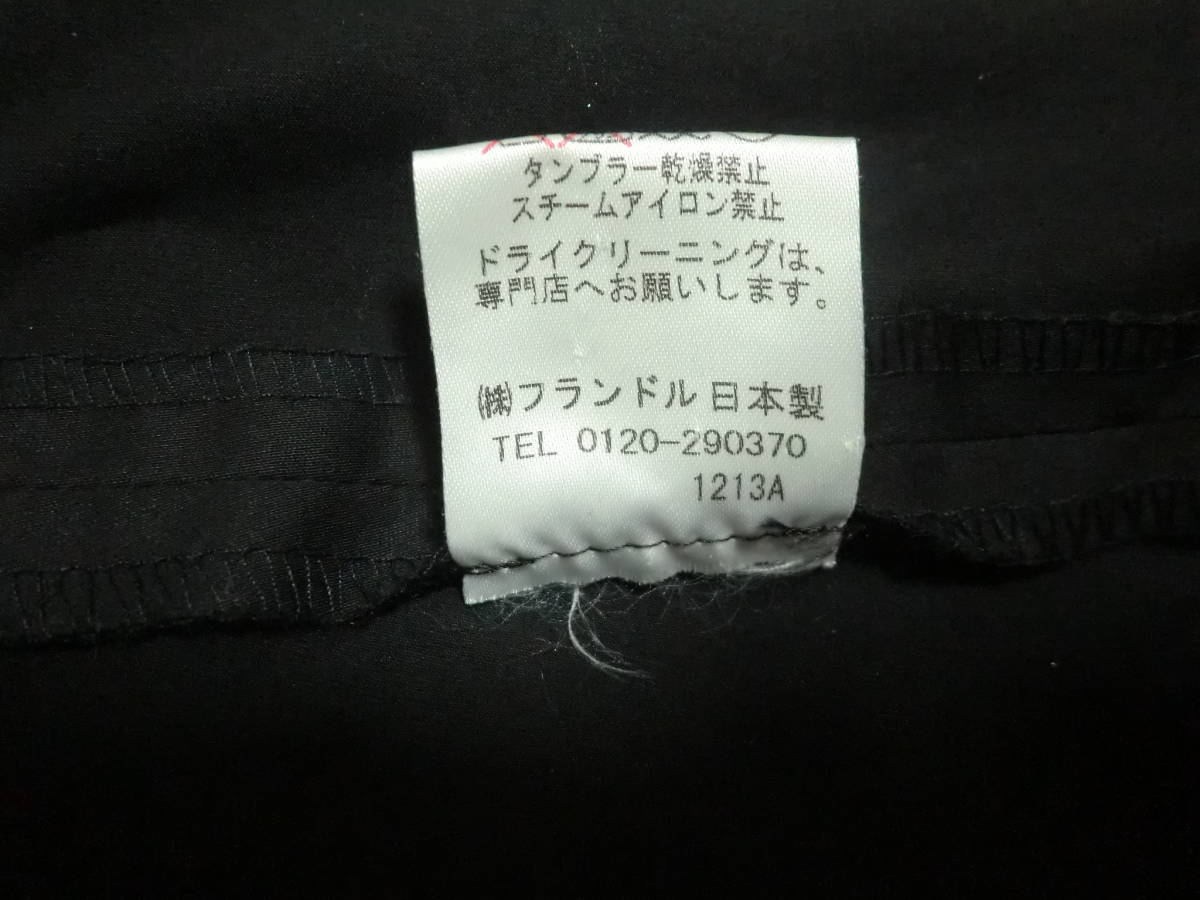 タンブラー乾燥禁止
スチームアイロン禁止
ドライクリーニングは、
専門店へお願いします。
㈱フランドル 日本製
TEL 0120-290370
1213A